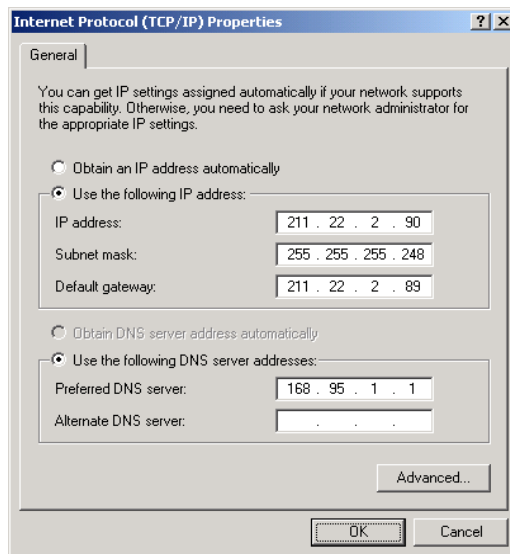 Internet Protocol (TCP/IP) Properties
General
You can get IP settings assigned automatically if your network supports
this capability. Otherwise, you need to ask your network administrator for
the appropriate IP settings.
Obtain an IP address automatically
Use the following IP address:
IP address: 211 . 22 . 2 . 90
Subnet mask: 255 . 255 . 255 . 248
Default gateway: 211 . 22 . 2 . 89
Obtain DNS server address automatically
Use the following DNS server addresses:
Preferred DNS server: 168 . 95 . 1 . 1
Alternate DNS server: . . .
Advanced...
OK Cancel